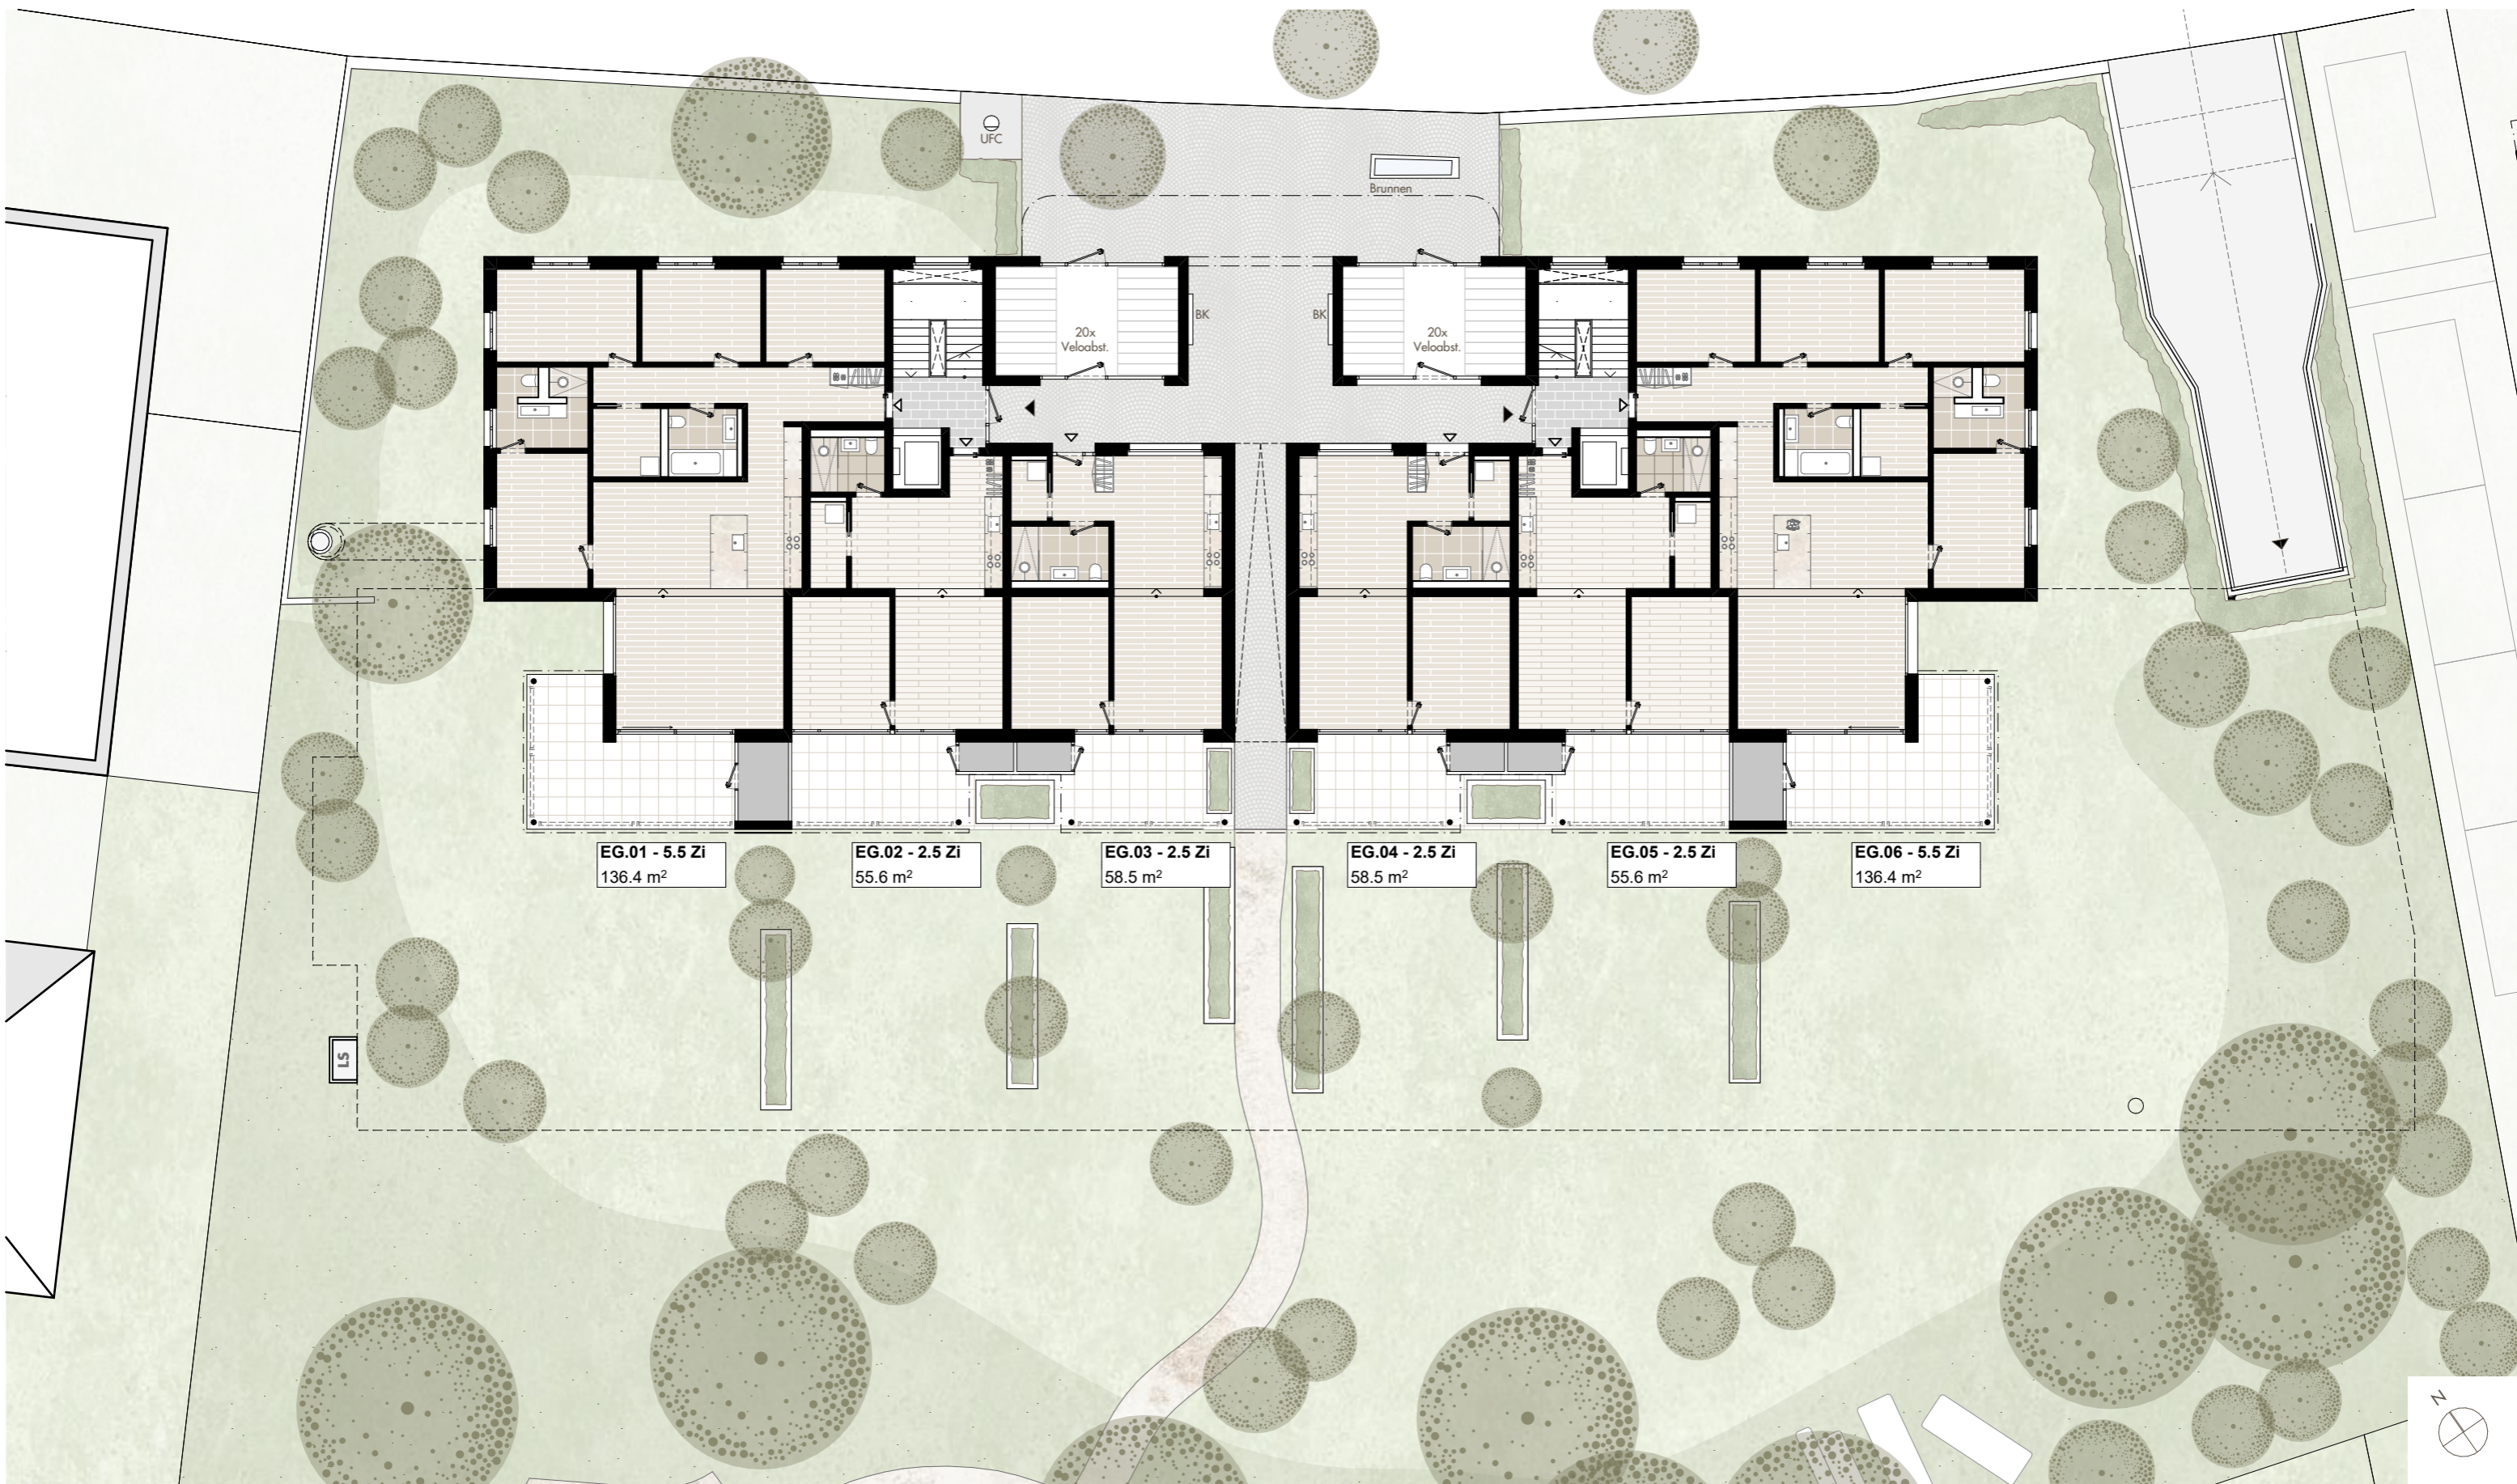 UFC
Brunnen
20x
Veloabst.
BK
BK
20x
Veloabst.
EG.01 - 5.5 Zi
136.4 m²
EG.02 - 2.5 Zi
55.6 m²
EG.03 - 2.5 Zi
58.5 m²
EG.04 - 2.5 Zi
58.5 m²
EG.05 - 2.5 Zi
55.6 m²
EG.06 - 5.5 Zi
136.4 m²
LS
N